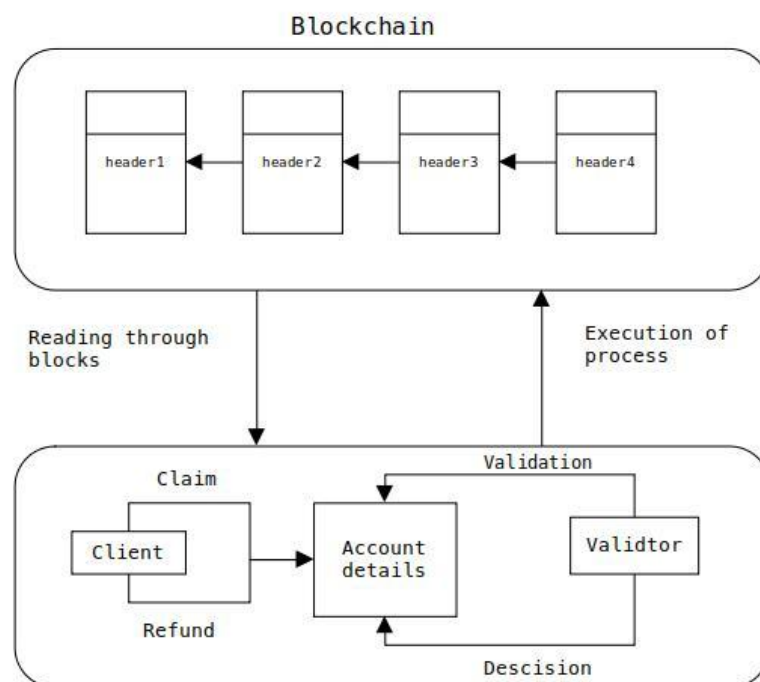 Blockchain
header1
header2
header3
header4
Reading through
blocks
Execution of
process
Claim
Validation
Client
Account
details
Validtor
Refund
Descision